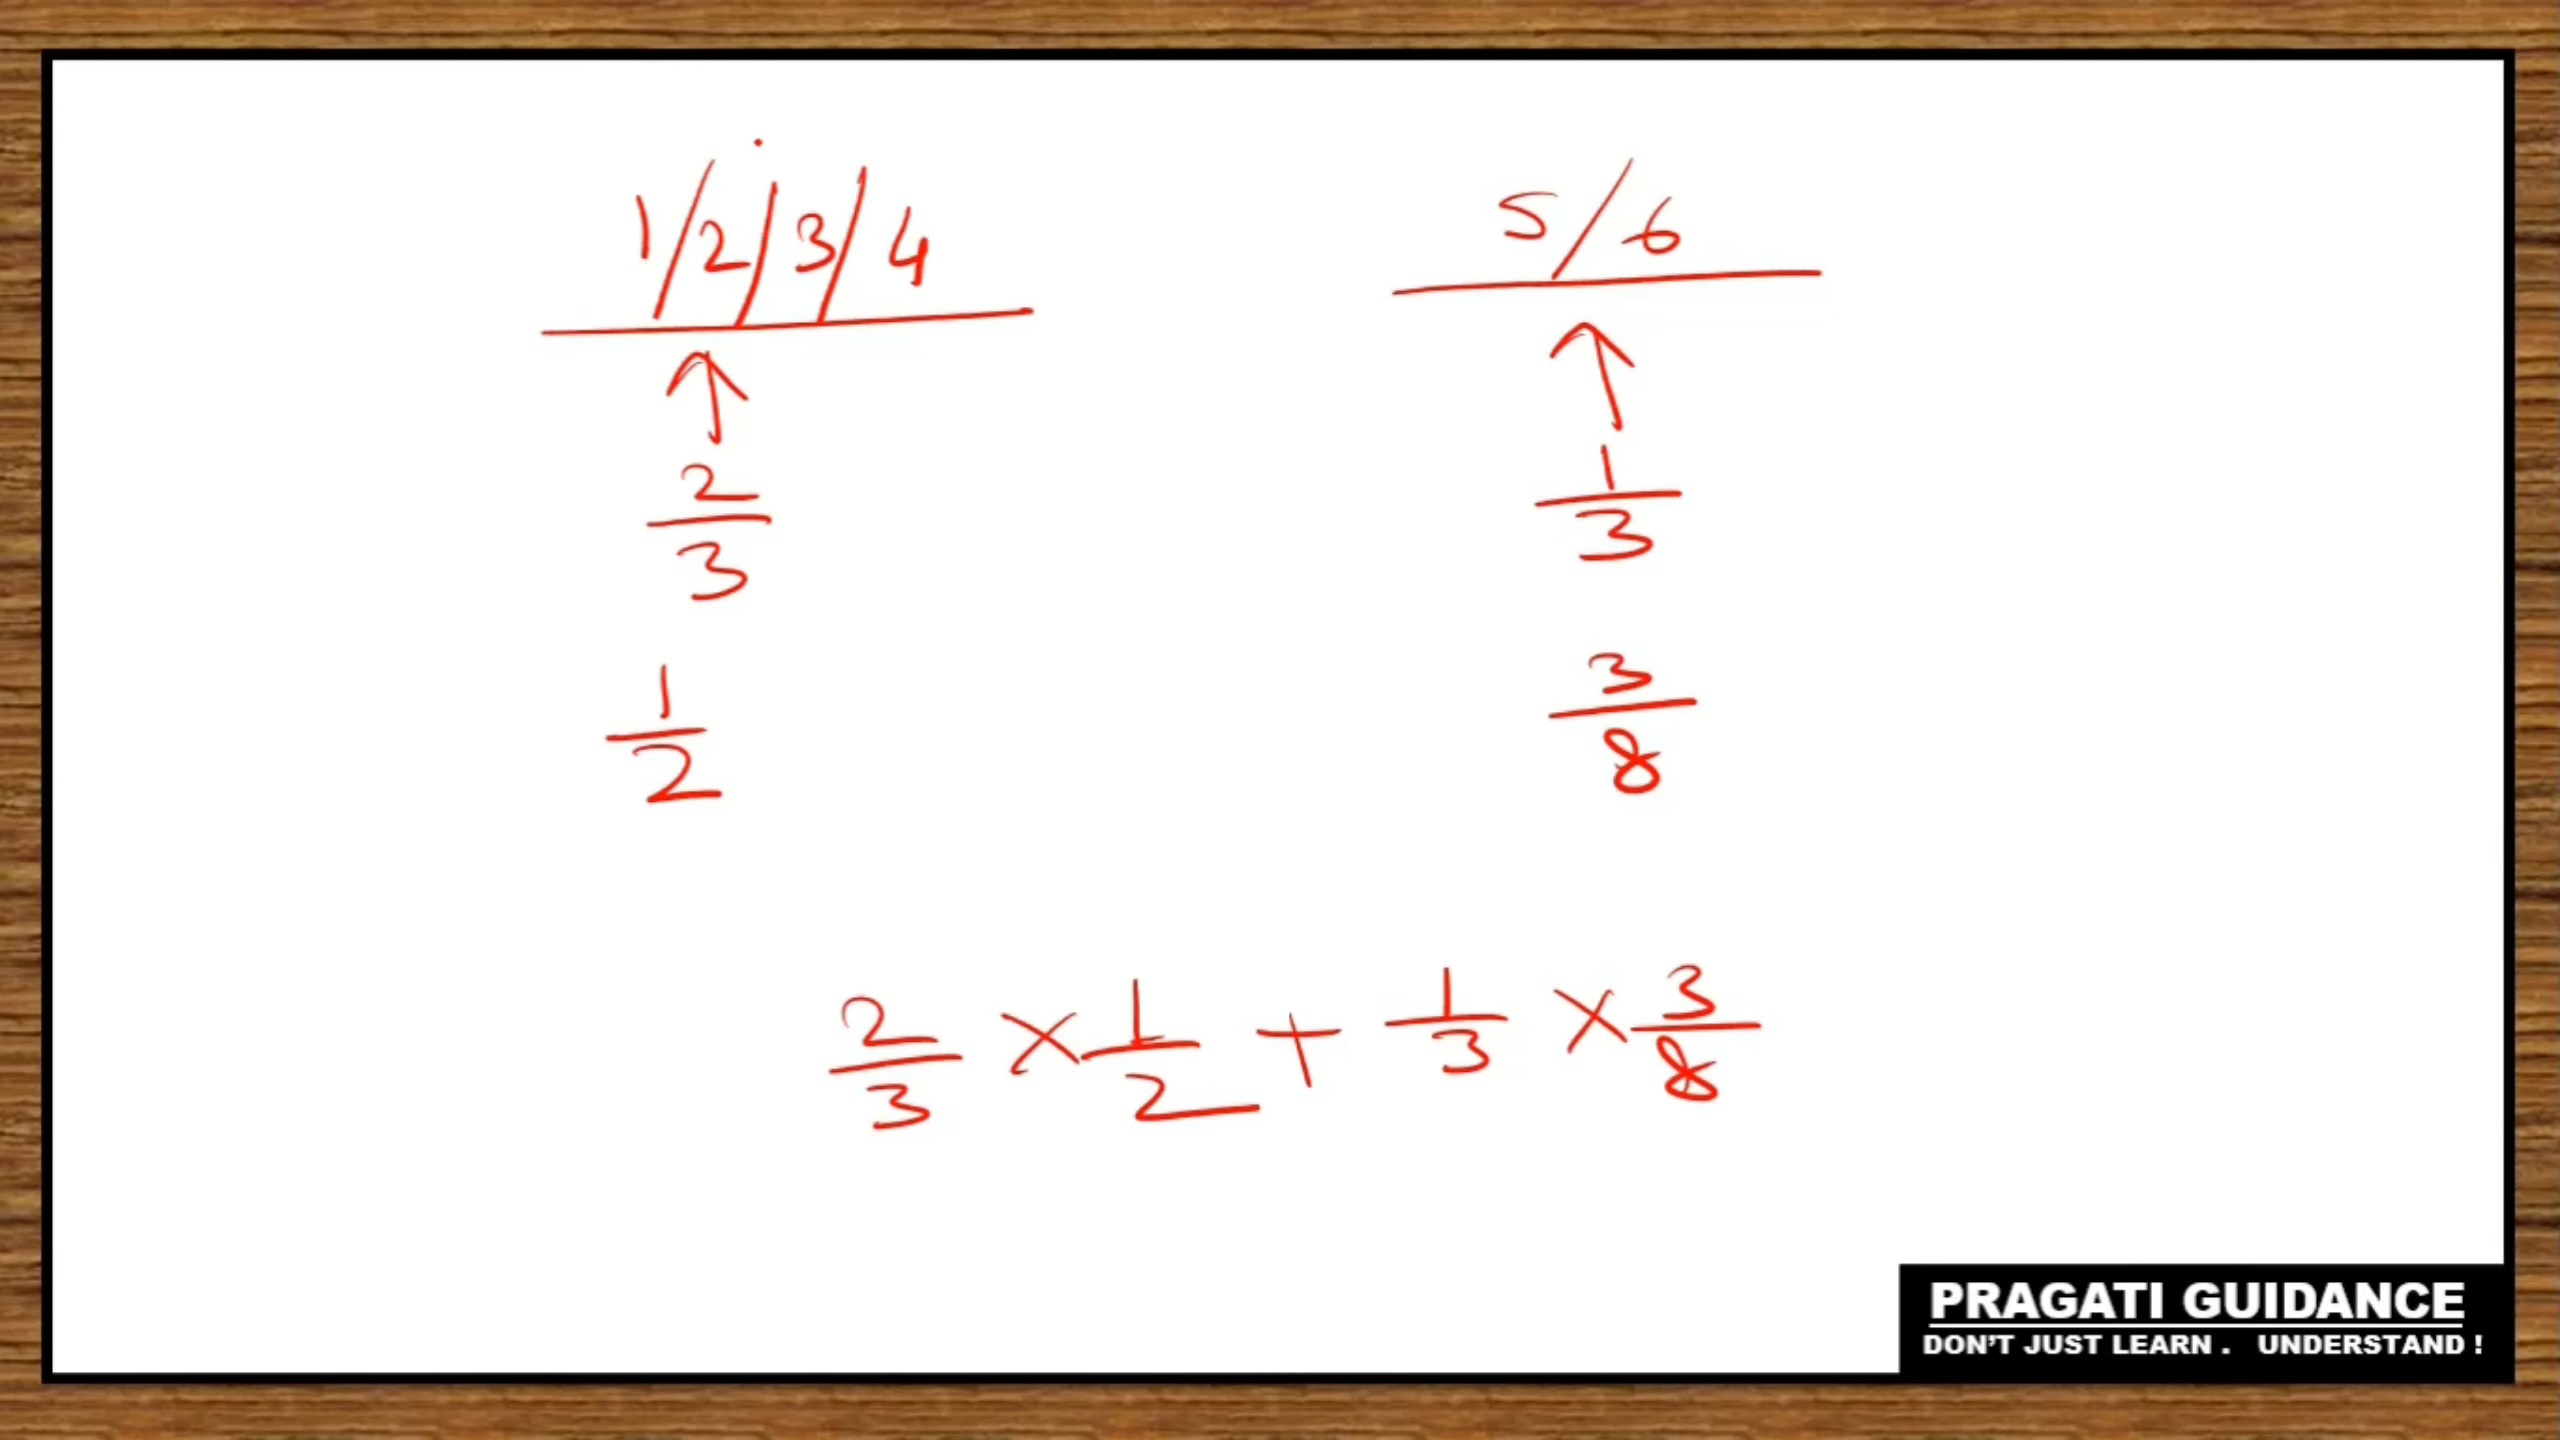 1/2/3/4 5/6
2/3 1/3
1/2 3/8
2/3 × 1/2 + 1/3 × 3/8
PRAGATI GUIDANCE
DON'T JUST LEARN . UNDERSTAND !